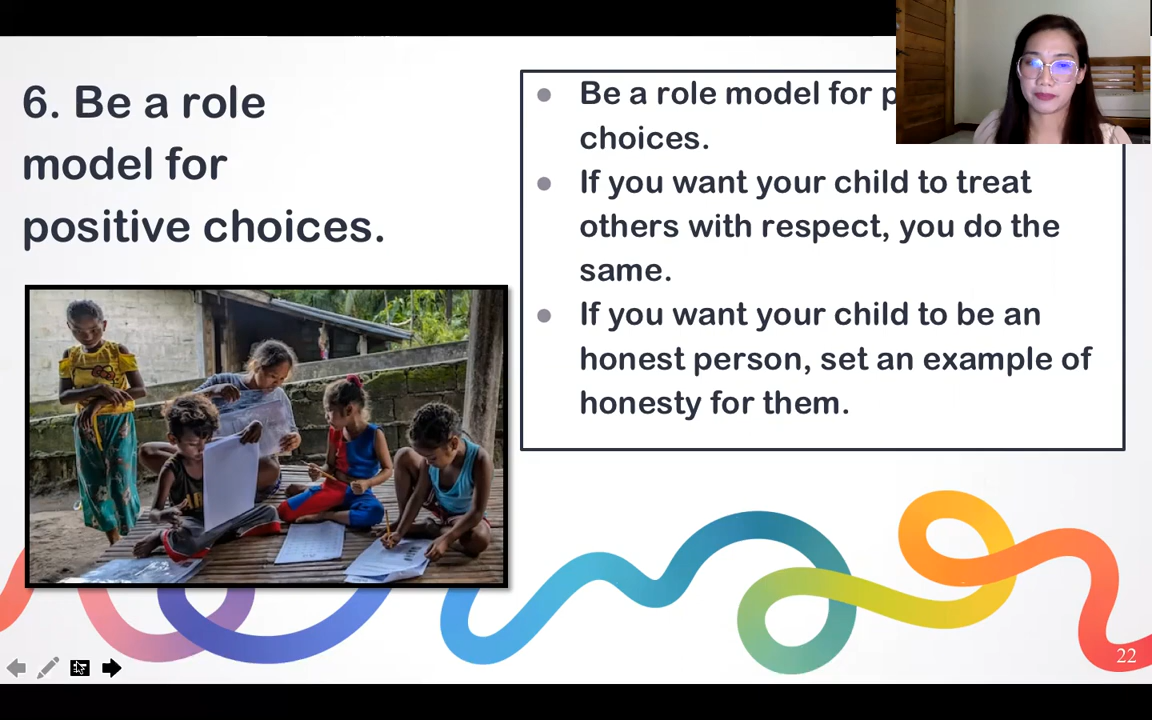 6. Be a role
model for
positive choices.
Be a role model for
choices.
If you want your child to treat
others with respect, you do the
same.
If you want your child to be an
honest person, set an example of
honesty for them.
22